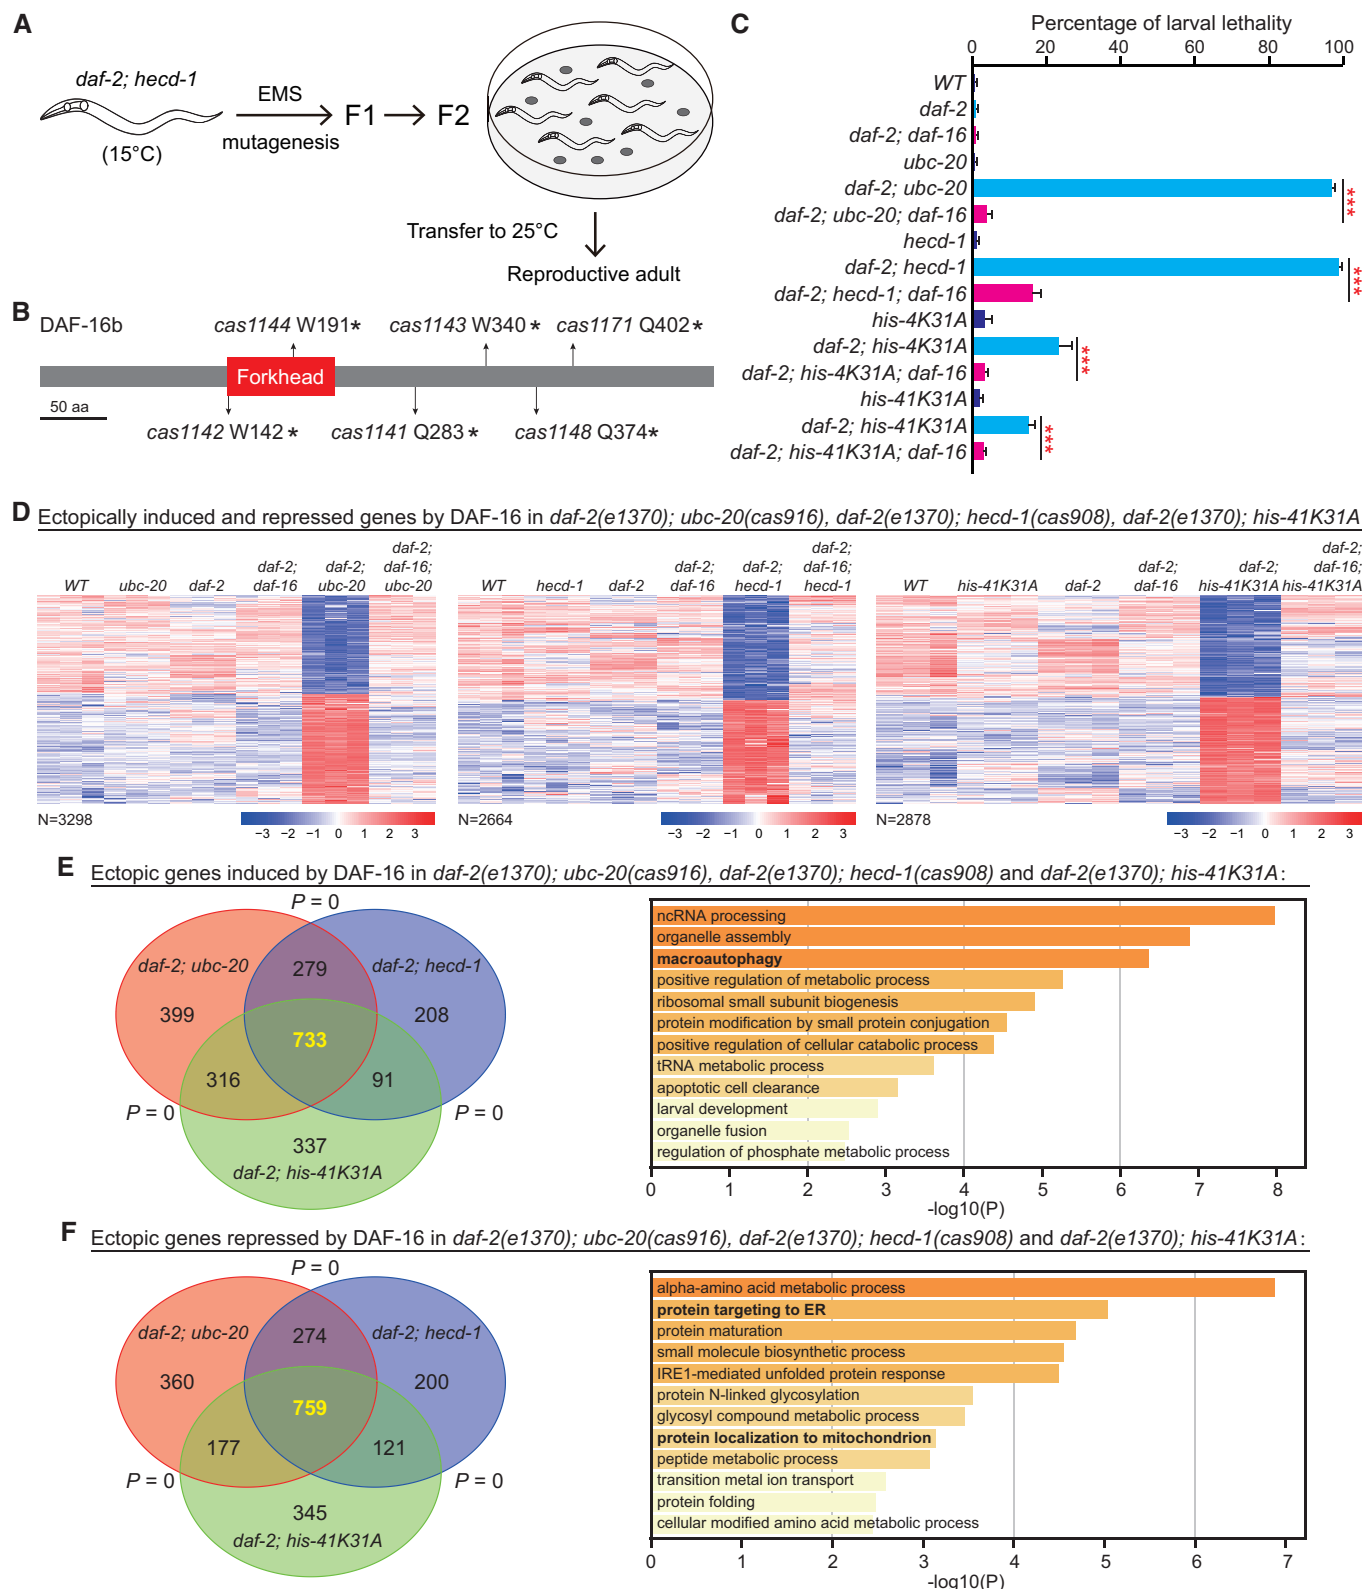 A
daf-2; hecd-1
(15°C)
EMS
mutagenesis
F1
F2
Transfer to 25°C
Reproductive adult
B
DAF-16b
cas1144 W191*
cas1143 W340*
cas1171 Q402*
Forkhead
50 aa
cas1142 W142*
cas1141 Q283*
cas1148 Q374*
C
Percentage of larval lethality
0 20 40 60 80 100
WT
daf-2
daf-2; daf-16
ubc-20
daf-2; ubc-20
***
daf-2; ubc-20; daf-16
hecd-1
daf-2; hecd-1
***
daf-2; hecd-1; daf-16
his-4K31A
daf-2; his-4K31A
***
daf-2; his-4K31A; daf-16
his-41K31A
daf-2; his-41K31A
***
daf-2; his-41K31A; daf-16
D Ectopically induced and repressed genes by DAF-16 in daf-2(e1370); ubc-20(cas916), daf-2(e1370); hecd-1(cas908), daf-2(e1370); his-41K31A
WT
ubc-20
daf-2
daf-2;
daf-16
daf-2;
ubc-20
daf-2;
daf-16;
ubc-20
N=3298
−3 −2 −1 0 1 2 3
WT
hecd-1
daf-2
daf-2;
daf-16
daf-2;
hecd-1
daf-2;
daf-16;
hecd-1
N=2664
−3 −2 −1 0 1 2 3
WT
his-41K31A
daf-2
daf-2;
daf-16
daf-2;
his-41K31A
daf-2;
daf-16;
his-41K31A
N=2878
−3 −2 −1 0 1 2 3
E Ectopic genes induced by DAF-16 in daf-2(e1370); ubc-20(cas916), daf-2(e1370); hecd-1(cas908) and daf-2(e1370); his-41K31A:
P = 0
daf-2; ubc-20
279
daf-2; hecd-1
399
733
208
316
91
P = 0
P = 0
337
daf-2; his-41K31A
ncRNA processing
organelle assembly
macroautophagy
positive regulation of metabolic process
ribosomal small subunit biogenesis
protein modification by small protein conjugation
positive regulation of cellular catabolic process
tRNA metabolic process
apoptotic cell clearance
larval development
organelle fusion
regulation of phosphate metabolic process
0 1 2 3 4 5 6 7 8
-log10(P)
F Ectopic genes repressed by DAF-16 in daf-2(e1370); ubc-20(cas916), daf-2(e1370); hecd-1(cas908) and daf-2(e1370); his-41K31A:
P = 0
daf-2; ubc-20
274
daf-2; hecd-1
360
759
200
177
121
P = 0
P = 0
345
daf-2; his-41K31A
alpha-amino acid metabolic process
protein targeting to ER
protein maturation
small molecule biosynthetic process
IRE1-mediated unfolded protein response
protein N-linked glycosylation
glycosyl compound metabolic process
protein localization to mitochondrion
peptide metabolic process
transition metal ion transport
protein folding
cellular modified amino acid metabolic process
0 1 2 3 4 5 6 7
-log10(P)